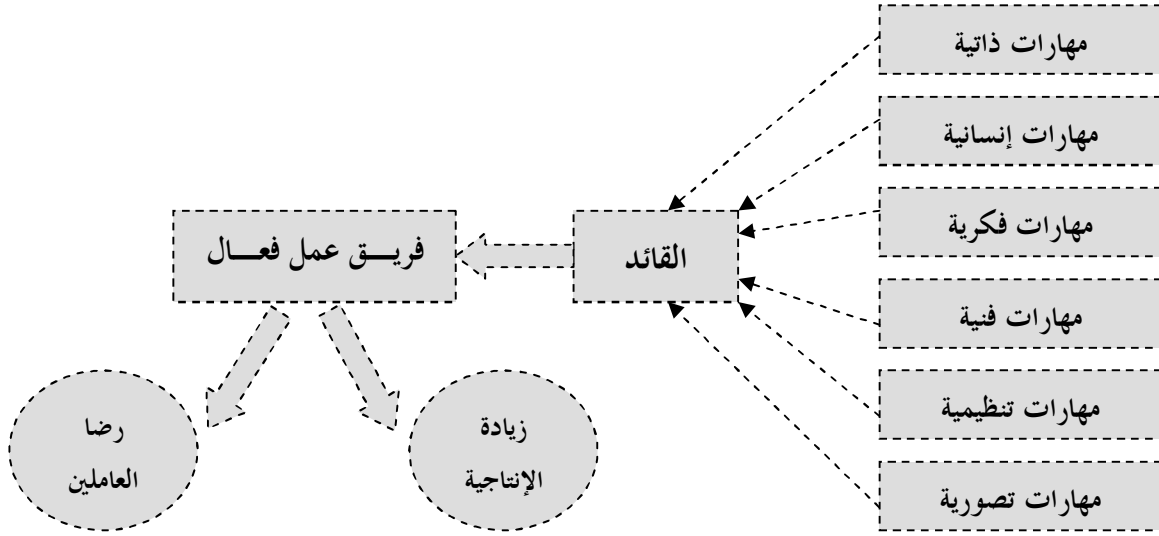 مهارات ذاتية
مهارات إنسانية
مهارات فكرية
مهارات فنية
مهارات تنظيمية
مهارات تصورية
القائد
فريـــق عمل فعـــال
زيادة
الإنتاجية
رضا
العاملين